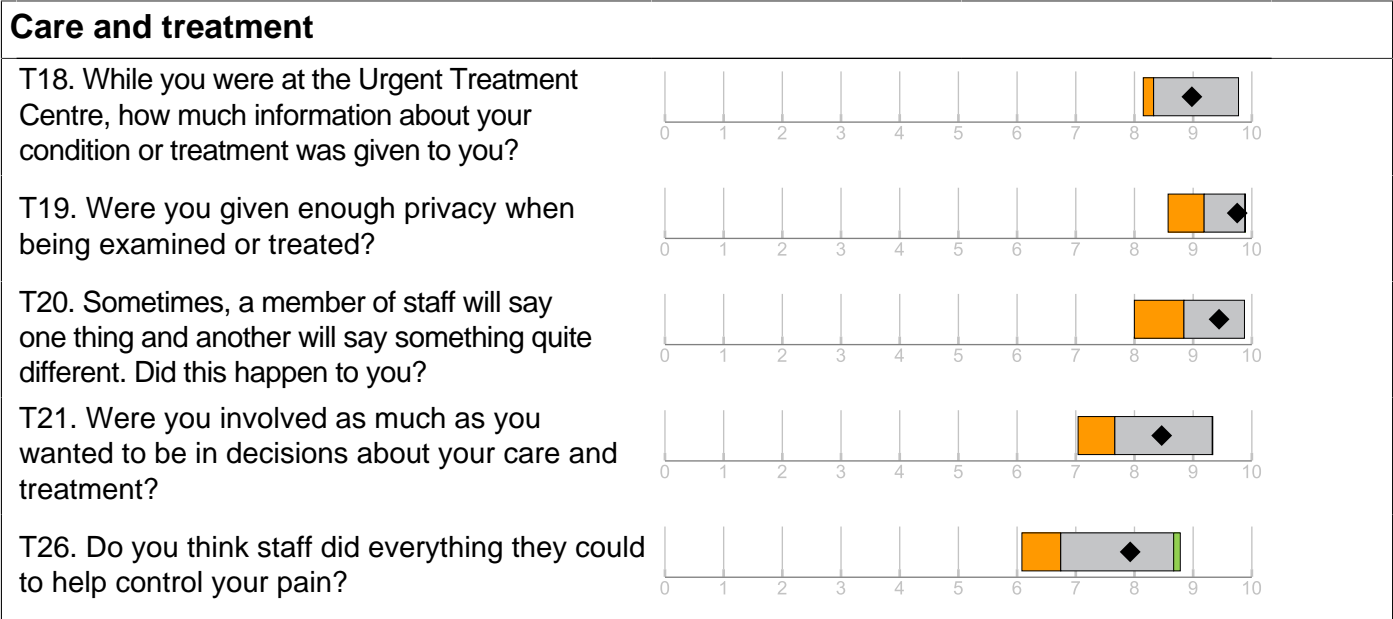 Care and treatment
T18. While you were at the Urgent Treatment
Centre, how much information about your
condition or treatment was given to you?
0 1 2 3 4 5 6 7 8 9 10
T19. Were you given enough privacy when
being examined or treated?
0 1 2 3 4 5 6 7 8 9 10
T20. Sometimes, a member of staff will say
one thing and another will say something quite
different. Did this happen to you?
0 1 2 3 4 5 6 7 8 9 10
T21. Were you involved as much as you
wanted to be in decisions about your care and
treatment?
0 1 2 3 4 5 6 7 8 9 10
T26. Do you think staff did everything they could
to help control your pain?
0 1 2 3 4 5 6 7 8 9 10